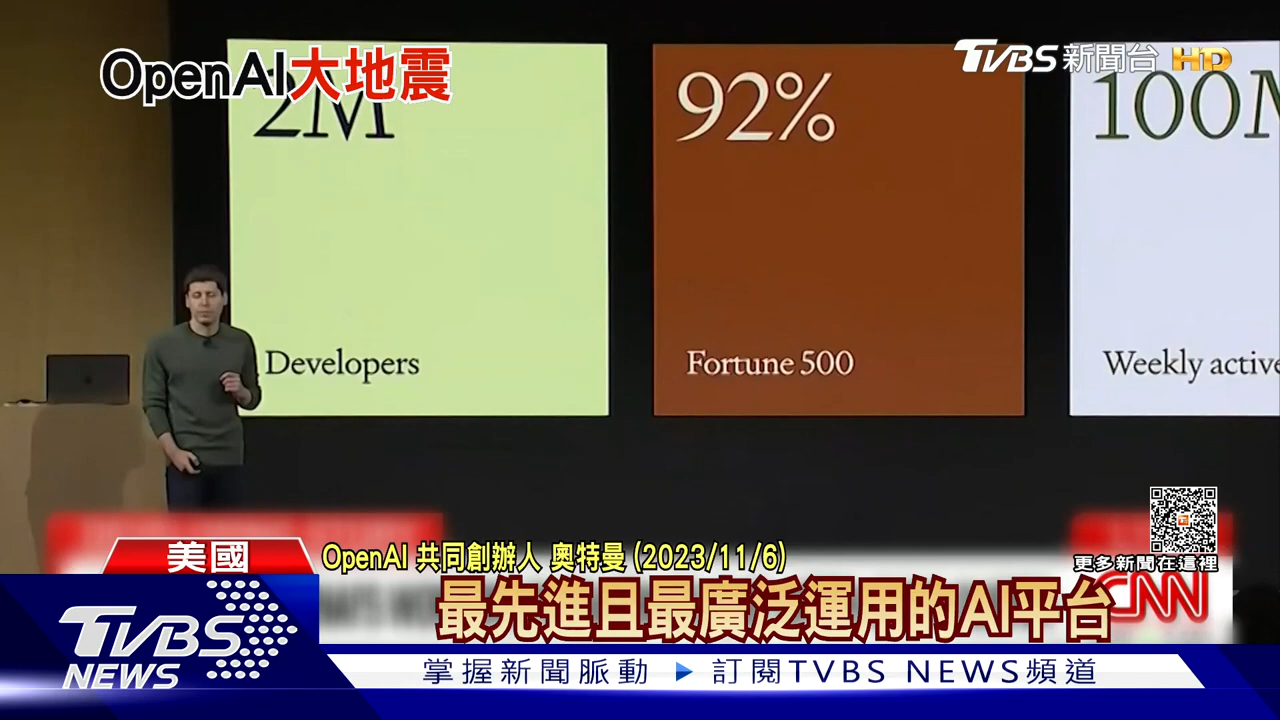 OpenAI大地震
TVBS新聞台 HD
2M
92%
100M
Developers
Fortune 500
Weekly active
更多新聞在這裡
美國
OpenAI 共同創辦人 奧特曼 (2023/11/6)
最先進且最廣泛運用的AI平台
CNN
TVBS
NEWS
掌握新聞脈動 ▶ 訂閱TVBS NEWS頻道